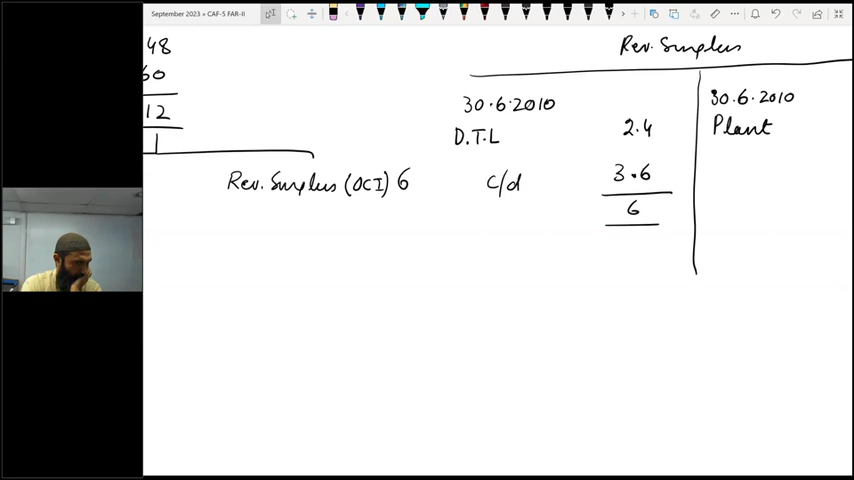 September 2023 » CAF-5 FAR-II
48
60
12
1
Rev. Surplus (OCI) 6
Rev. Surplus
30.6.2010
D.T.L 2.4
c/d 3.6
6
30.6.2010
Plant